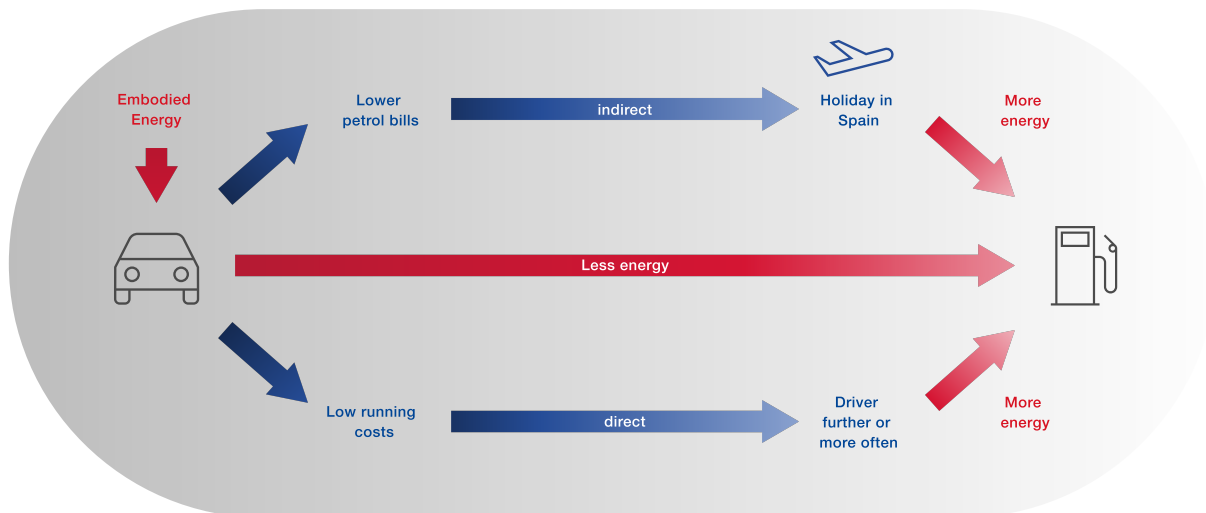 Embodied
Energy
Lower
petrol bills
indirect
Holiday in
Spain
More
energy
Less energy
Low running
costs
direct
Driver
further or
more often
More
energy